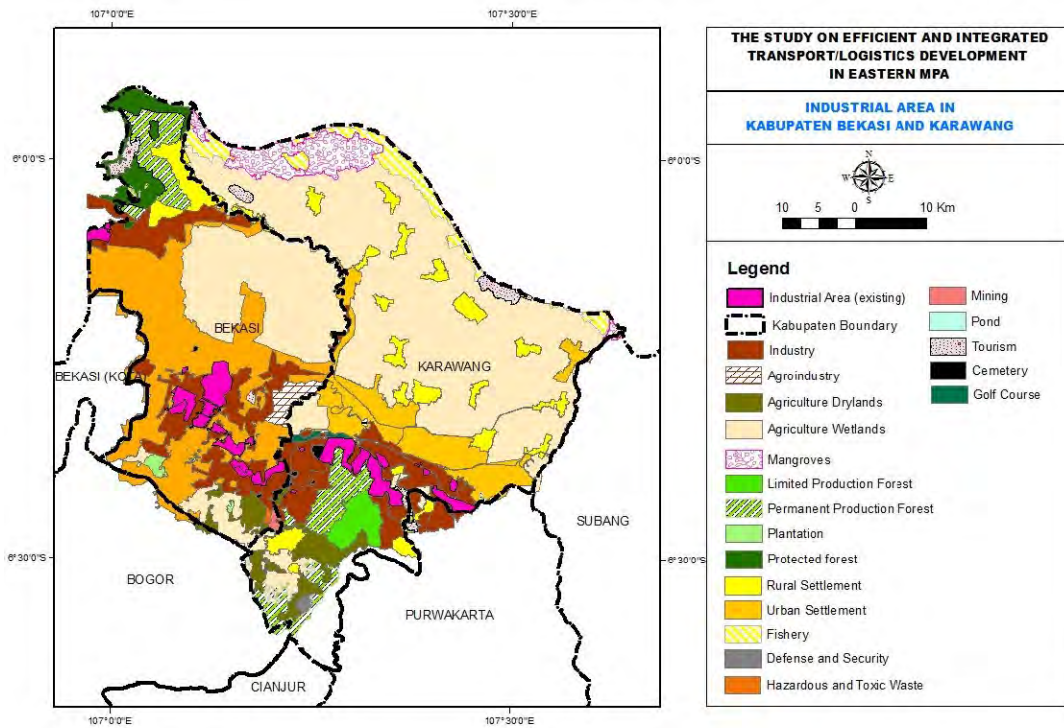 107°0'0"E
107°30'0"E
6°0'0"S
6°0'0"S
BEKASI
BEKASI (KOTA)
KARAWANG
SUBANG
6°30'0"S
6°30'0"S
BOGOR
PURWAKARTA
CIANJUR
107°0'0"E
107°30'0"E
THE STUDY ON EFFICIENT AND INTEGRATED
TRANSPORT/LOGISTICS DEVELOPMENT
IN EASTERN MPA
INDUSTRIAL AREA IN
KABUPATEN BEKASI AND KARAWANG
N
W E
S
10 5 0 10 Km
Legend
Industrial Area (existing)
Kabupaten Boundary
Industry
Agroindustry
Agriculture Drylands
Agriculture Wetlands
Mangroves
Limited Production Forest
Permanent Production Forest
Plantation
Protected forest
Rural Settlement
Urban Settlement
Fishery
Defense and Security
Hazardous and Toxic Waste
Mining
Pond
Tourism
Cemetery
Golf Course